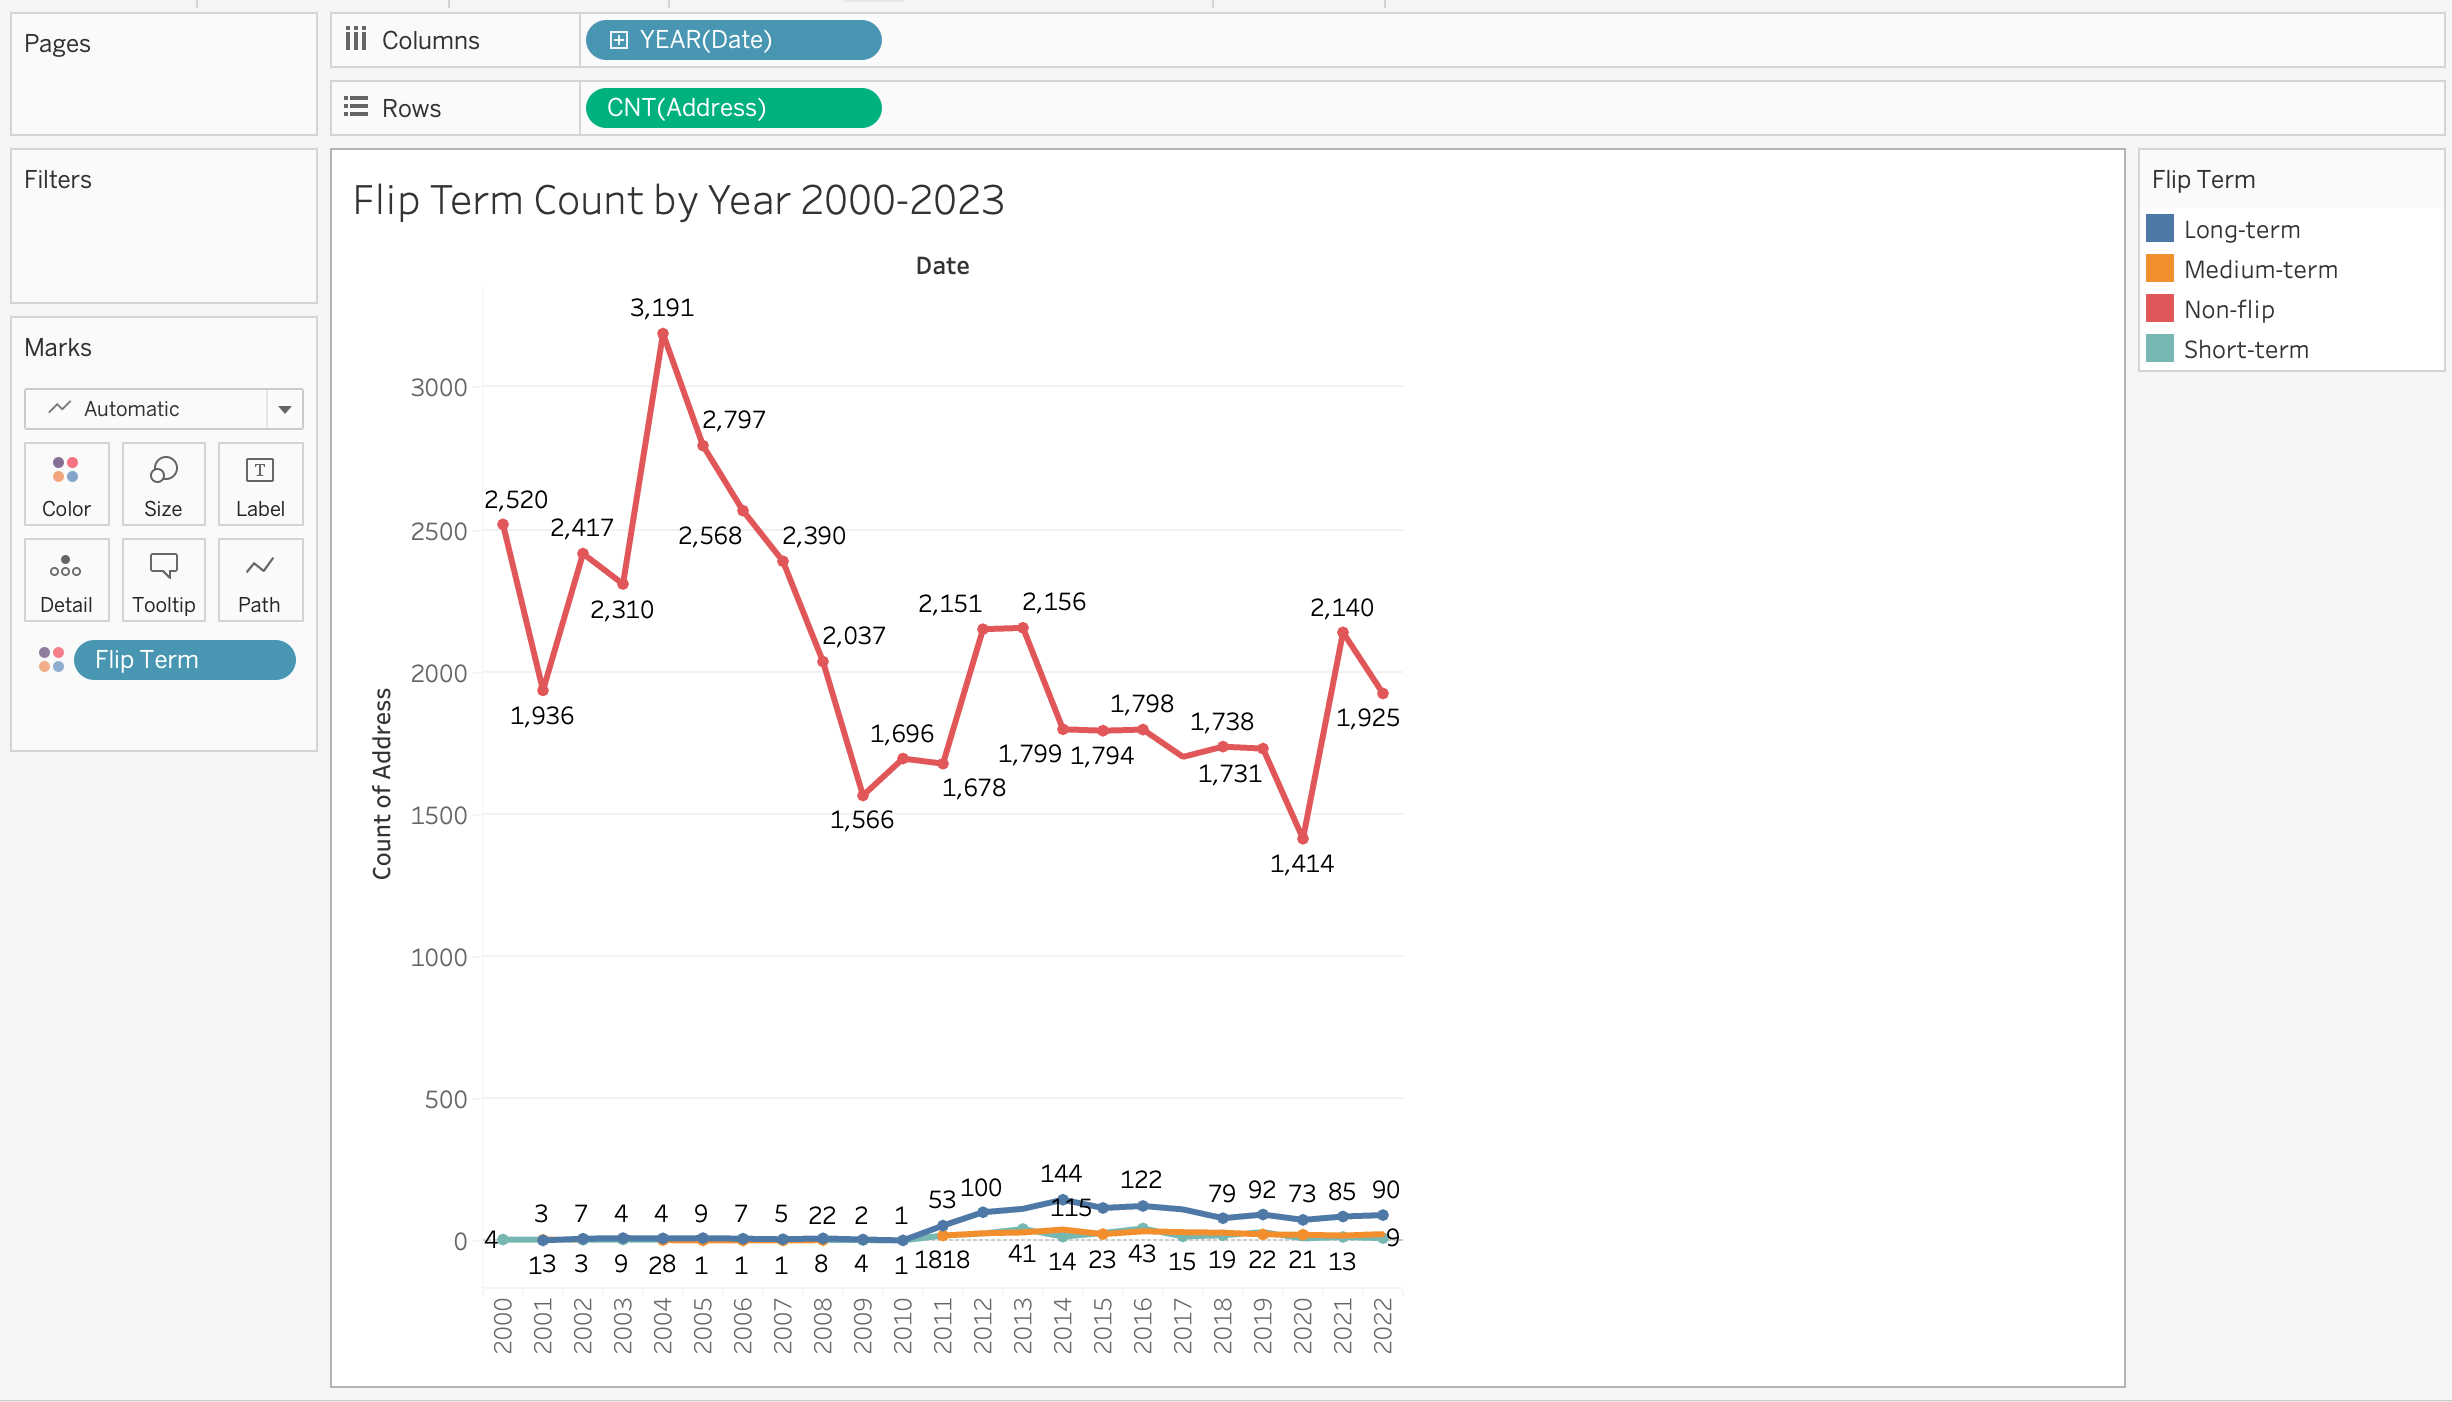 Pages
Columns
YEAR(Date)
Rows
CNT(Address)
Filters
Marks
Automatic
Color
Size
Label
Detail
Tooltip
Path
Flip Term
Flip Term Count by Year 2000-2023
Date
Count of Address
3000
2500
2000
1500
1000
500
0
2,520
1,936
2,417
2,310
3,191
2,797
2,568
2,390
2,037
1,566
1,696
1,678
2,151
2,156
1,799
1,794
1,798
1,738
1,731
1,414
2,140
1,925
4
3 7 4 4 9 7 5 22 2 1 53 100 144 115 122 79 92 73 85 90
13 3 9 28 1 1 1 8 4 1 18 18 41 14 23 43 15 19 22 21 13 9
2000 2001 2002 2003 2004 2005 2006 2007 2008 2009 2010 2011 2012 2013 2014 2015 2016 2017 2018 2019 2020 2021 2022
Flip Term
Long-term
Medium-term
Non-flip
Short-term